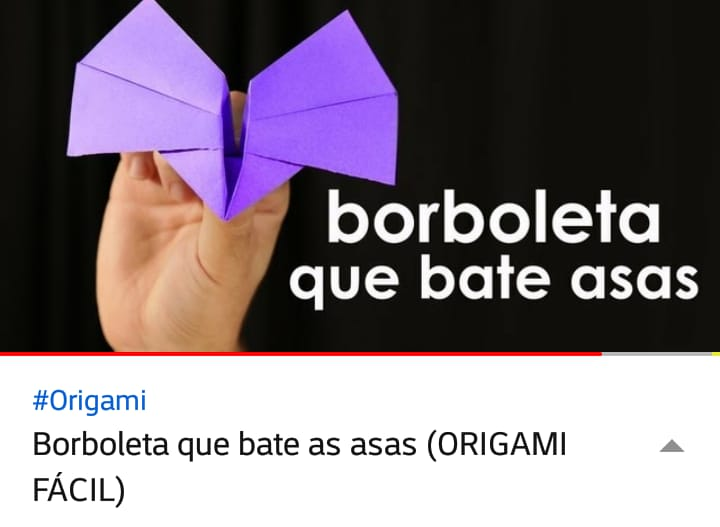 borboleta
que bate asas
#Origami
Borboleta que bate as asas (ORIGAMI
FÁCIL)